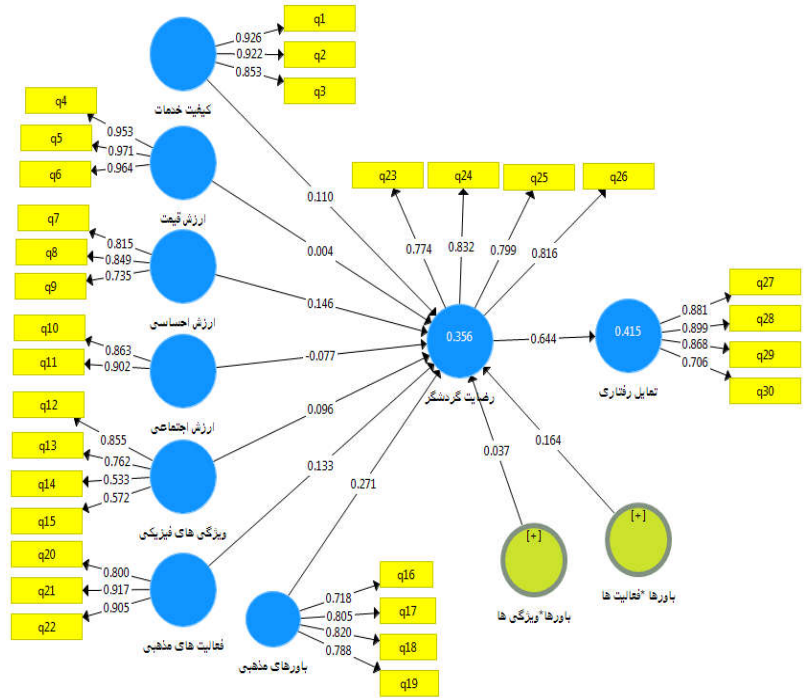 q1
0.926
q2
0.922
q3
0.853
کیفیت خدمات
q4
0.953
q5
0.971
q6
0.964
ارزش قیمت
q7
0.815
q8
0.849
q9
0.735
ارزش احساسی
q10
0.863
q11
0.902
ارزش اجتماعی
q12
0.855
q13
0.762
q14
0.533
q15
0.572
ویژگی های فیزیکی
q20
0.800
q21
0.917
q22
0.905
فعالیت های مذهبی
q16
0.718
q17
0.805
q18
0.820
q19
0.788
باورهای مذهبی
0.110
0.004
0.146
-0.077
0.096
0.133
0.271
q23
q24
q25
q26
0.774
0.832
0.799
0.816
0.356
رضایت گردشگر
0.644
0.415
تمایل رفتاری
q27
0.881
q28
0.899
q29
0.868
q30
0.706
0.037
0.164
[+]
باورها*ویژگی ها
[+]
باورها *فعالیت ها